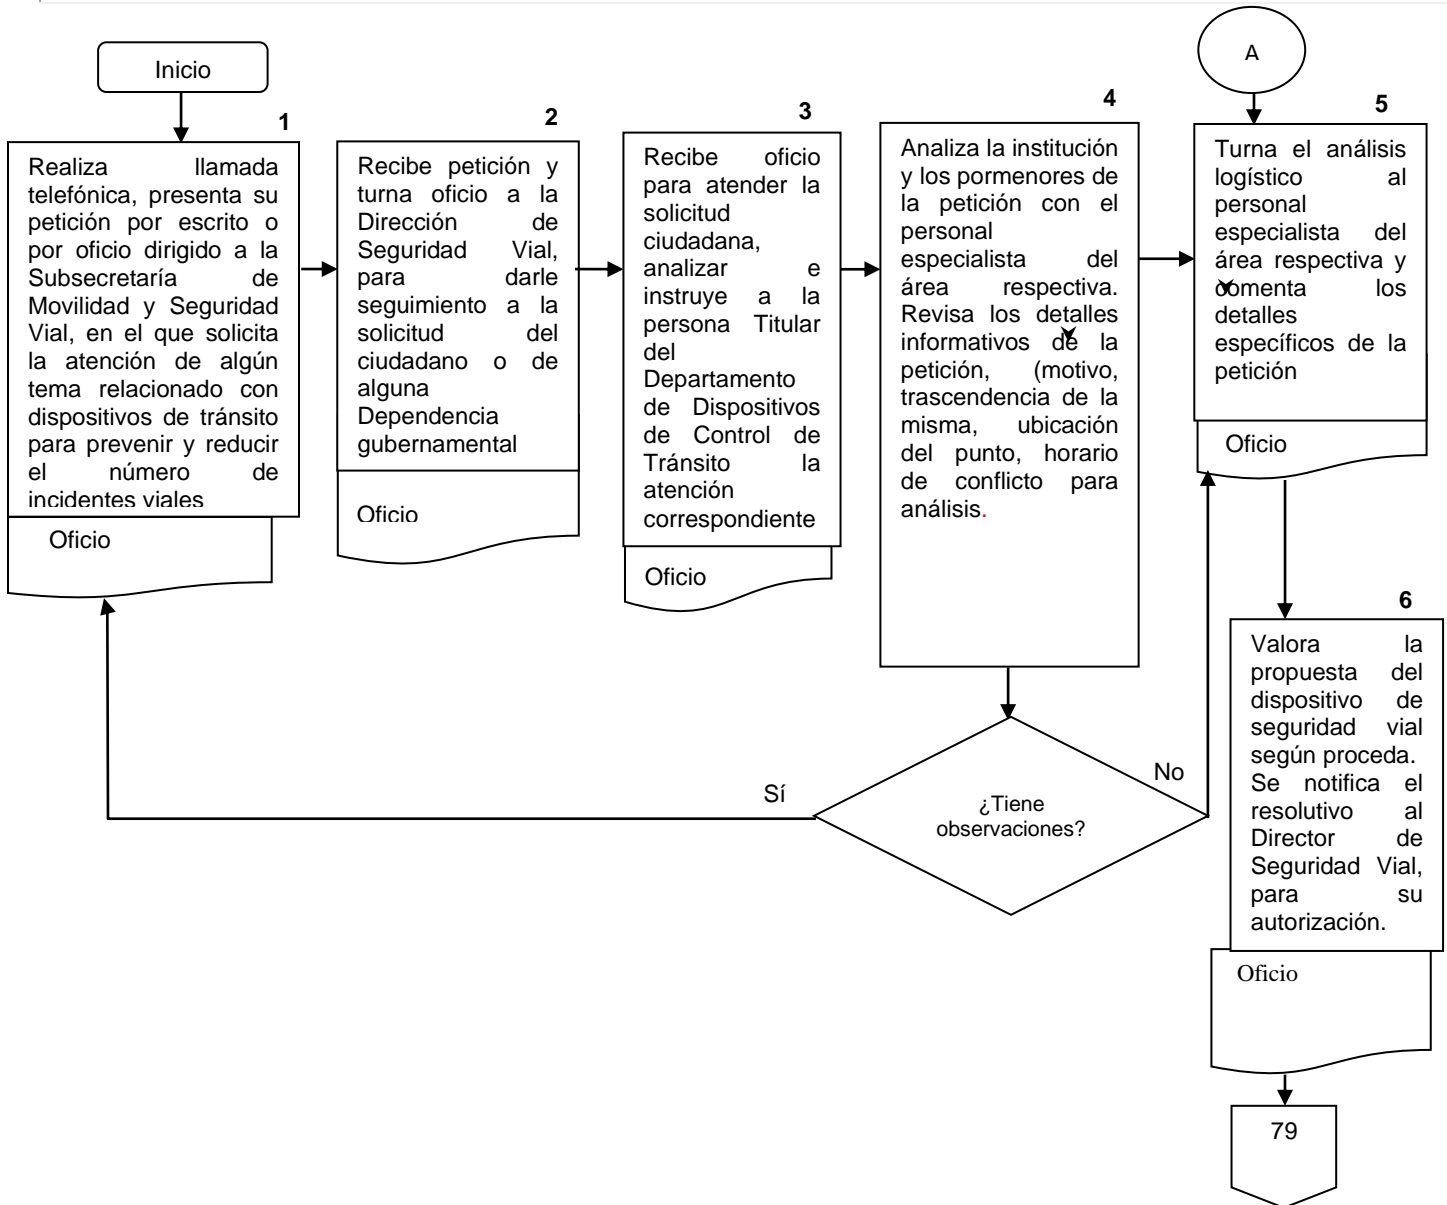 Inicio
1
Realiza llamada
telefónica, presenta su
petición por escrito o
por oficio dirigido a la
Subsecretaría de
Movilidad y Seguridad
Vial, en el que solicita
la atención de algún
tema relacionado con
dispositivos de tránsito
para prevenir y reducir
el número de
incidentes viales
Oficio
2
Recibe petición y
turna oficio a la
Dirección de
Seguridad Vial,
para darle
seguimiento a la
solicitud del
ciudadano o de
alguna
Dependencia
gubernamental
Oficio
3
Recibe oficio
para atender la
solicitud
ciudadana,
analizar e
instruye a la
persona Titular
del
Departamento
de Dispositivos
de Control de
Tránsito la
atención
correspondiente
Oficio
4
Analiza la institución
y los pormenores de
la petición con el
personal
especialista del
área respectiva.
Revisa los detalles
informativos de la
petición, (motivo,
trascendencia de la
misma, ubicación
del punto, horario
de conflicto para
análisis.
¿Tiene
observaciones?
Sí
No
A
5
Turna el análisis
logístico al
personal
especialista del
área respectiva y
comenta los
detalles
específicos de la
petición
Oficio
6
Valora la
propuesta del
dispositivo de
seguridad vial
según proceda.
Se notifica el
resolutivo al
Director de
Seguridad Vial,
para su
autorización.
Oficio
79